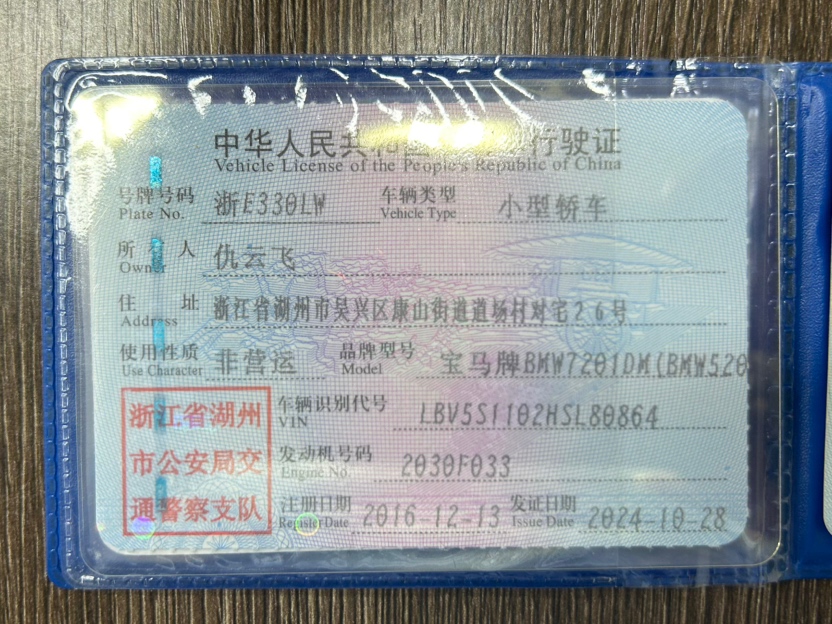 中华人民共和国 行驶证
Vehicle License of the People's Republic of China
号牌号码 浙E330LW 车辆类型 小型轿车
Plate No. Vehicle Type
所 人 仇云飞
Owner
住 址 浙江省湖州市吴兴区康山街道道场村对宅26号
Address
使用性质 非营运 品牌型号 宝马牌BMW7201DM(BMW520
Use Character Model
浙江省湖州
市公安局交
通警察支队
车辆识别代号 LBV5S1102HSL80864
VIN
发动机号码 2030F033
Engine No.
注册日期 2016-12-13 发证日期 2024-10-28
Register Date Issue Date